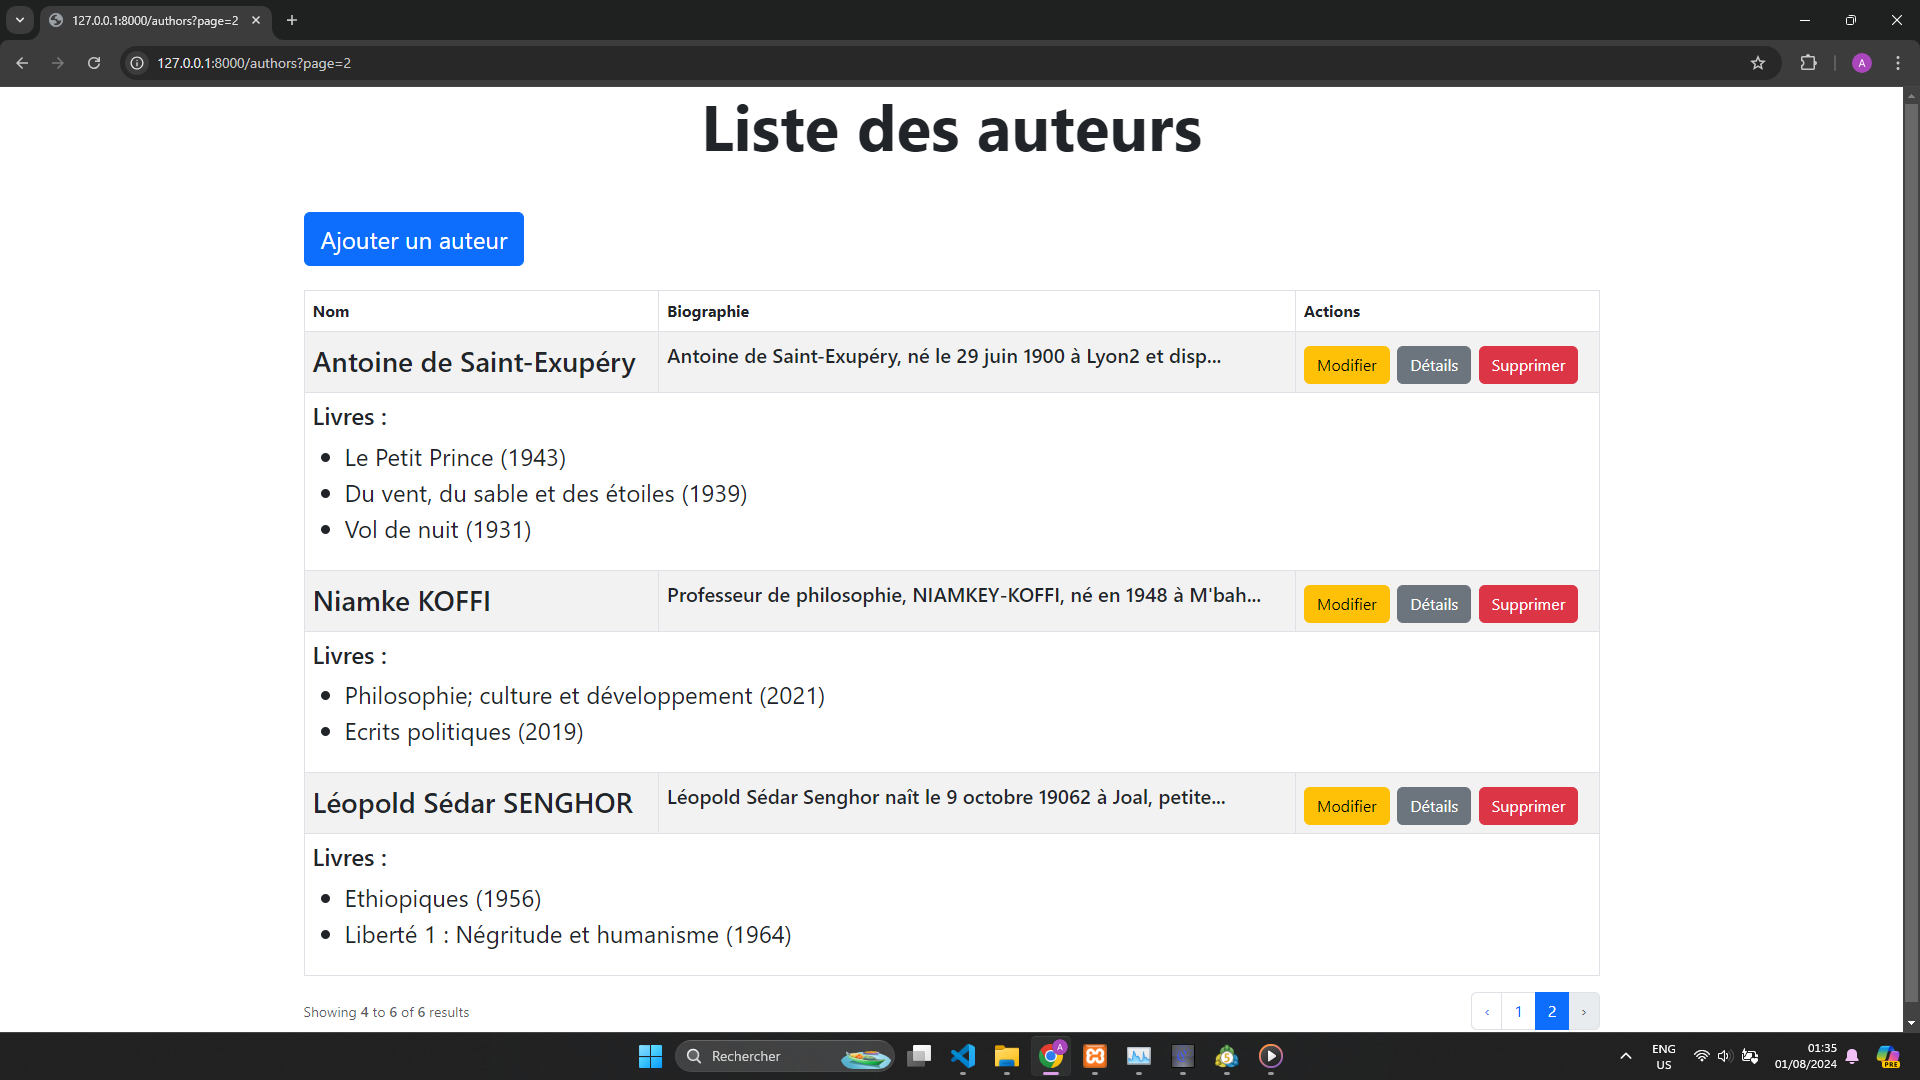 127.0.0.1:8000/authors?page=2
127.0.0.1:8000/authors?page=2
A
Liste des auteurs
Ajouter un auteur
Nom Biographie Actions
Antoine de Saint-Exupéry Antoine de Saint-Exupéry, né le 29 juin 1900 à Lyon2 et disp... Modifier Détails Supprimer
Livres :
• Le Petit Prince (1943)
• Du vent, du sable et des étoiles (1939)
• Vol de nuit (1931)
Niamke KOFFI Professeur de philosophie, NIAMKEY-KOFFI, né en 1948 à M'bah... Modifier Détails Supprimer
Livres :
• Philosophie; culture et développement (2021)
• Ecrits politiques (2019)
Léopold Sédar SENGHOR Léopold Sédar Senghor naît le 9 octobre 19062 à Joal, petite... Modifier Détails Supprimer
Livres :
• Ethiopiques (1956)
• Liberté 1 : Négritude et humanisme (1964)
Showing 4 to 6 of 6 results ‹ 1 2 ›
Rechercher
A
ENG
US
01:35
01/08/2024
PRE